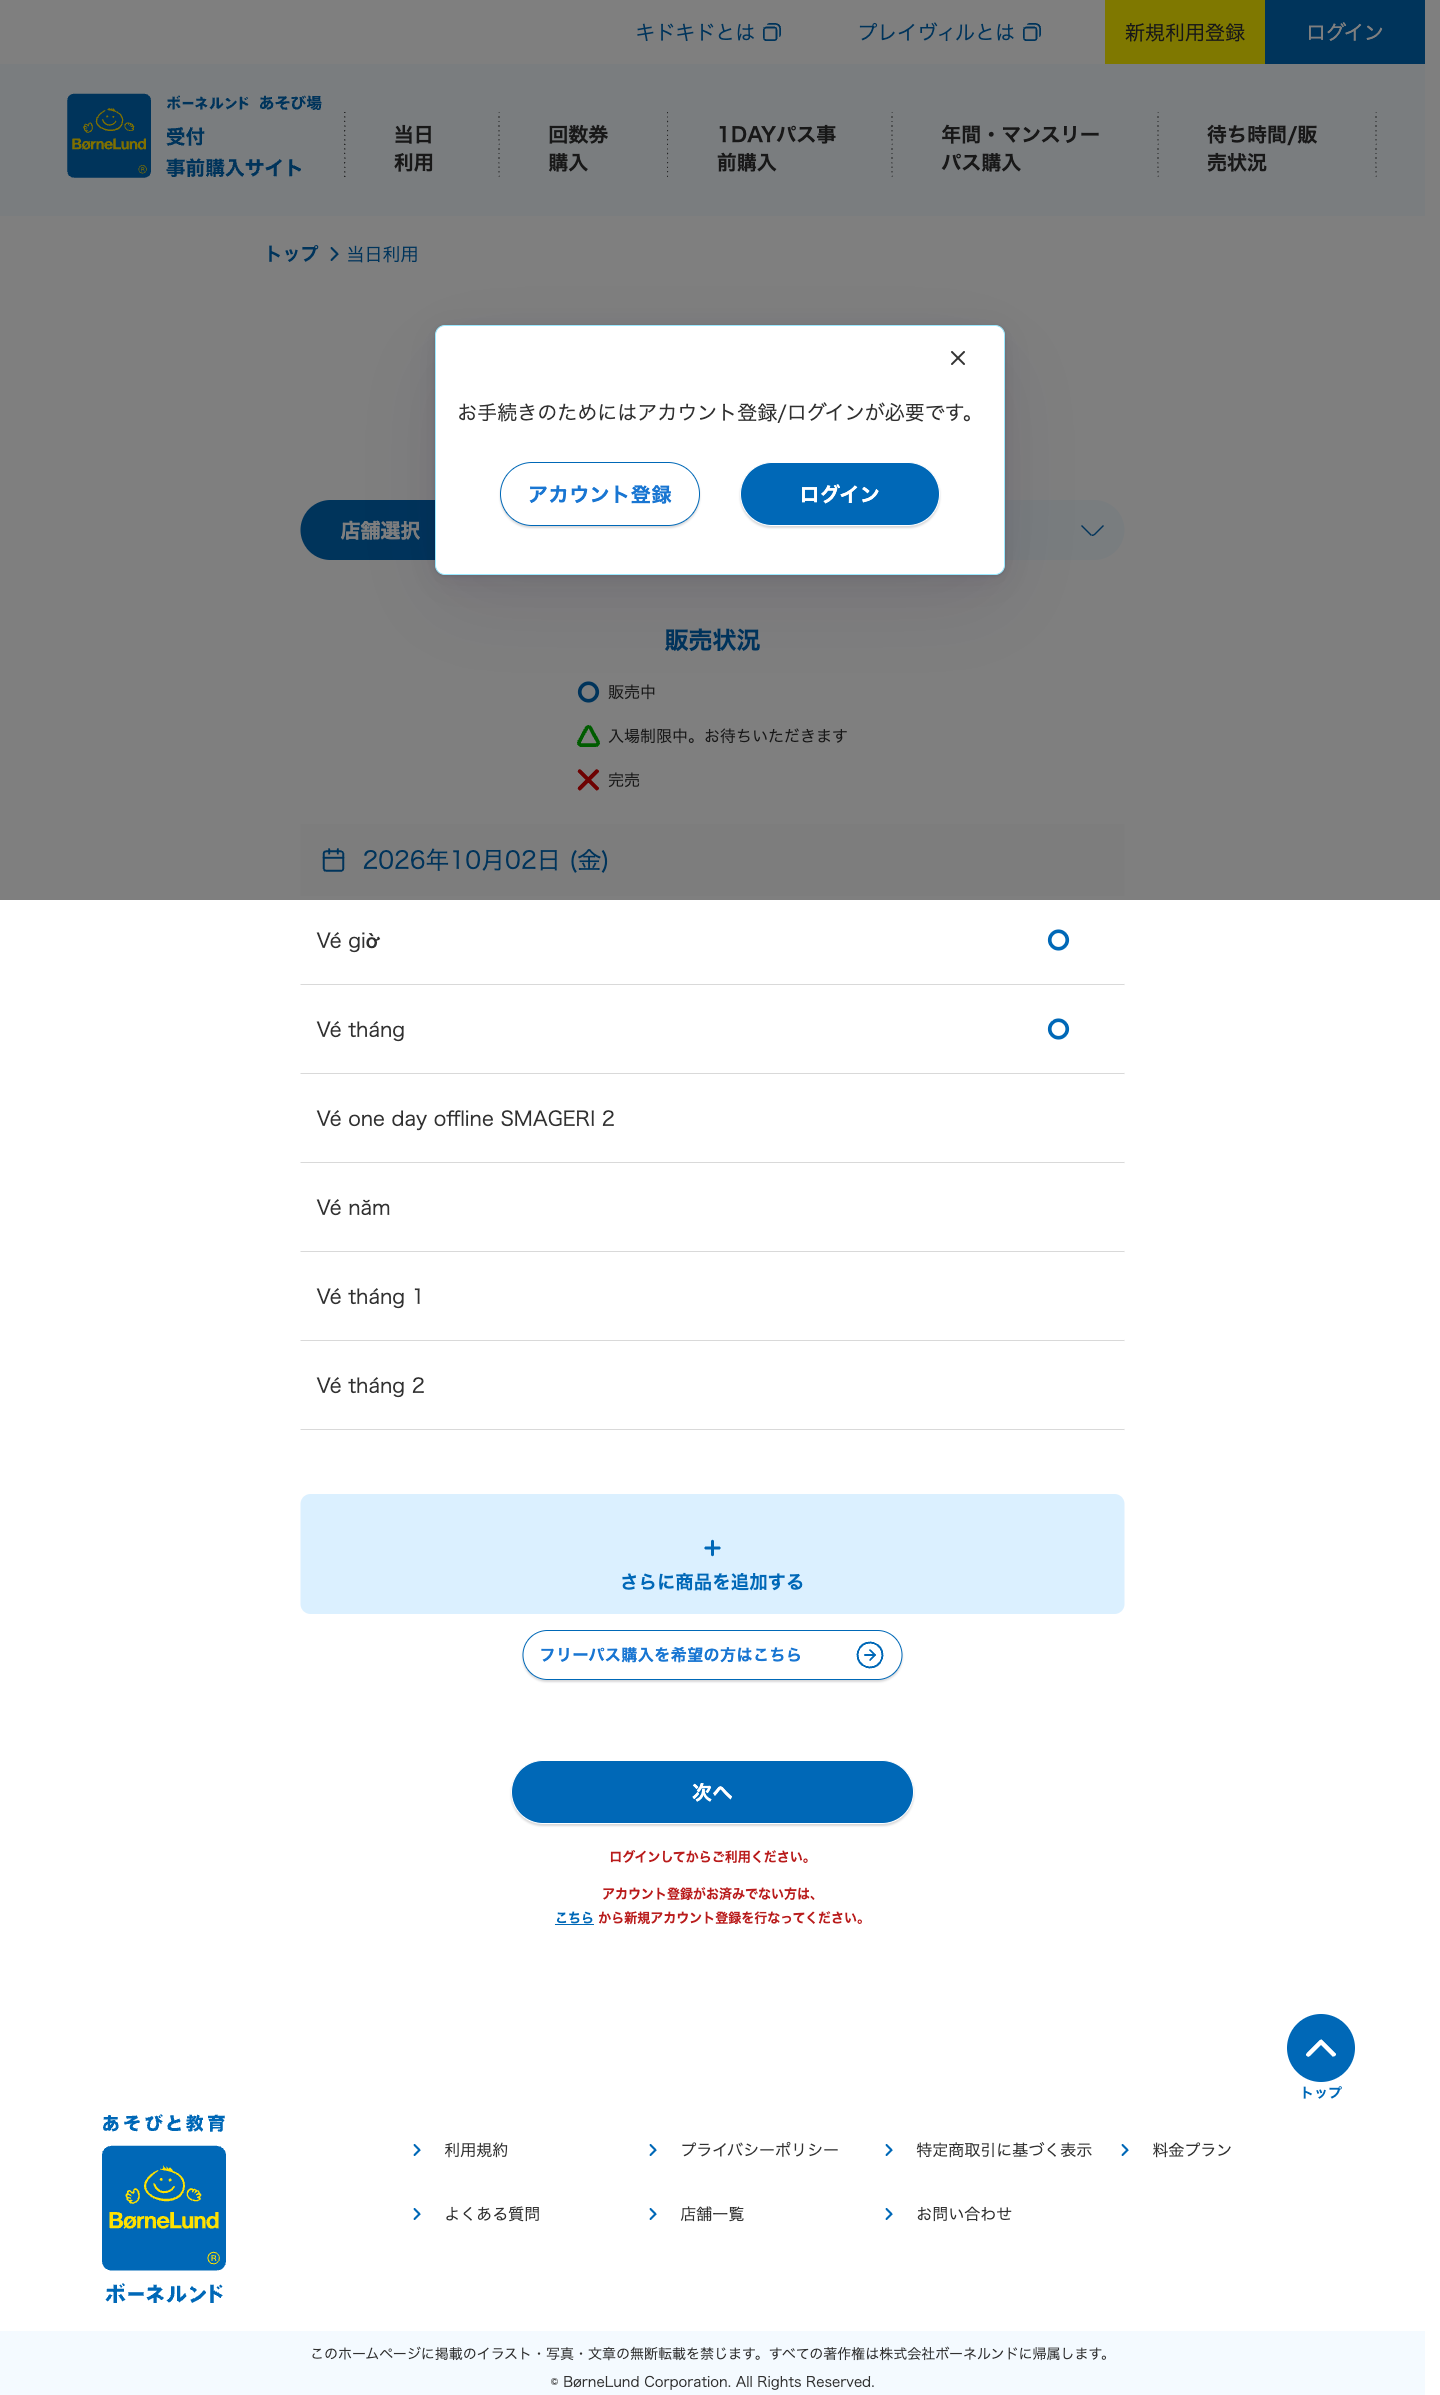 キドキドとは
プレイヴィルとは
新規利用登録
ログイン
BørneLund
®
ボーネルンド あそび場
受付
事前購入サイト
当日
利用
回数券
購入
1DAYパス事
前購入
年間・マンスリー
パス購入
待ち時間/販
売状況
トップ
当日利用
お手続きのためにはアカウント登録/ログインが必要です。
アカウント登録
ログイン
店舗選択
販売状況
販売中
入場制限中。お待ちいただきます
完売
2026年10月02日 (金)
Vé giờ
Vé tháng
Vé one day offline SMAGERI 2
Vé năm
Vé tháng 1
Vé tháng 2
さらに商品を追加する
フリーパス購入を希望の方はこちら
次へ
ログインしてからご利用ください。
アカウント登録がお済みでない方は、
こちら から新規アカウント登録を行なってください。
トップ
あそびと教育
BørneLund
®
ボーネルンド
利用規約
プライバシーポリシー
特定商取引に基づく表示
料金プラン
よくある質問
店舗一覧
お問い合わせ
このホームページに掲載のイラスト・写真・文章の無断転載を禁じます。すべての著作権は株式会社ボーネルンドに帰属します。
© BørneLund Corporation. All Rights Reserved.